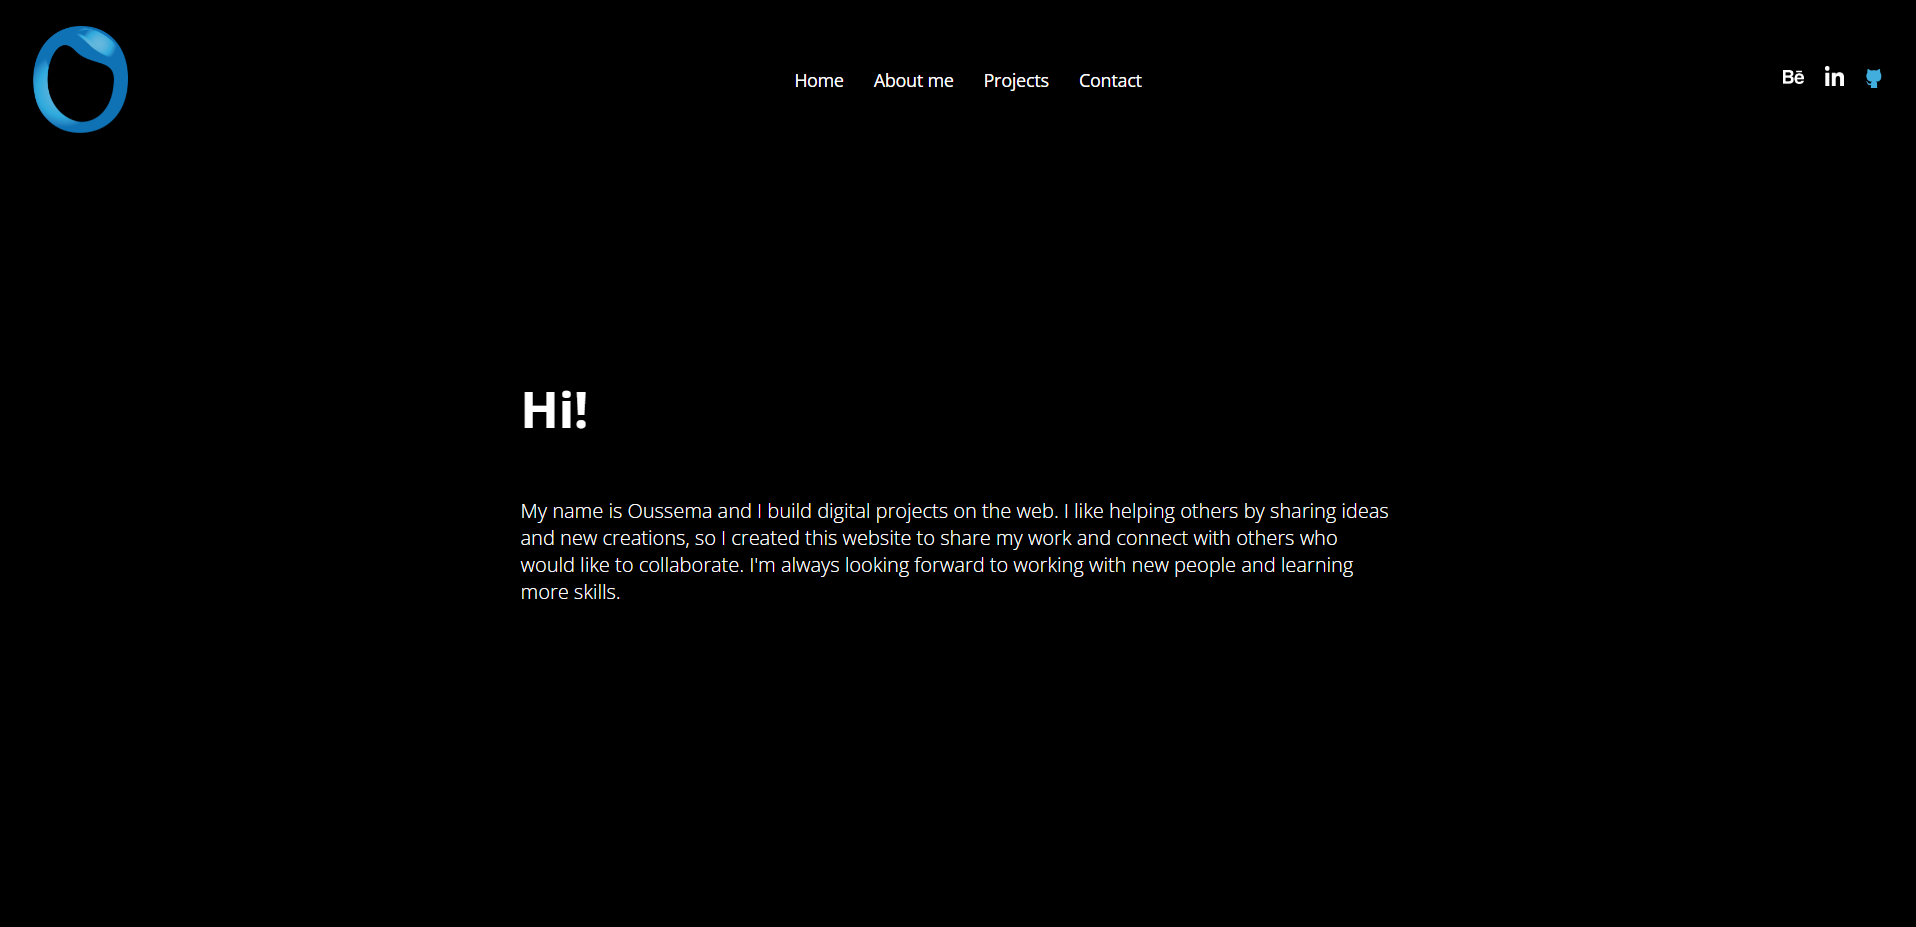 Home About me Projects Contact
Bē in
Hi!
My name is Oussema and I build digital projects on the web. I like helping others by sharing ideas
and new creations, so I created this website to share my work and connect with others who
would like to collaborate. I'm always looking forward to working with new people and learning
more skills.